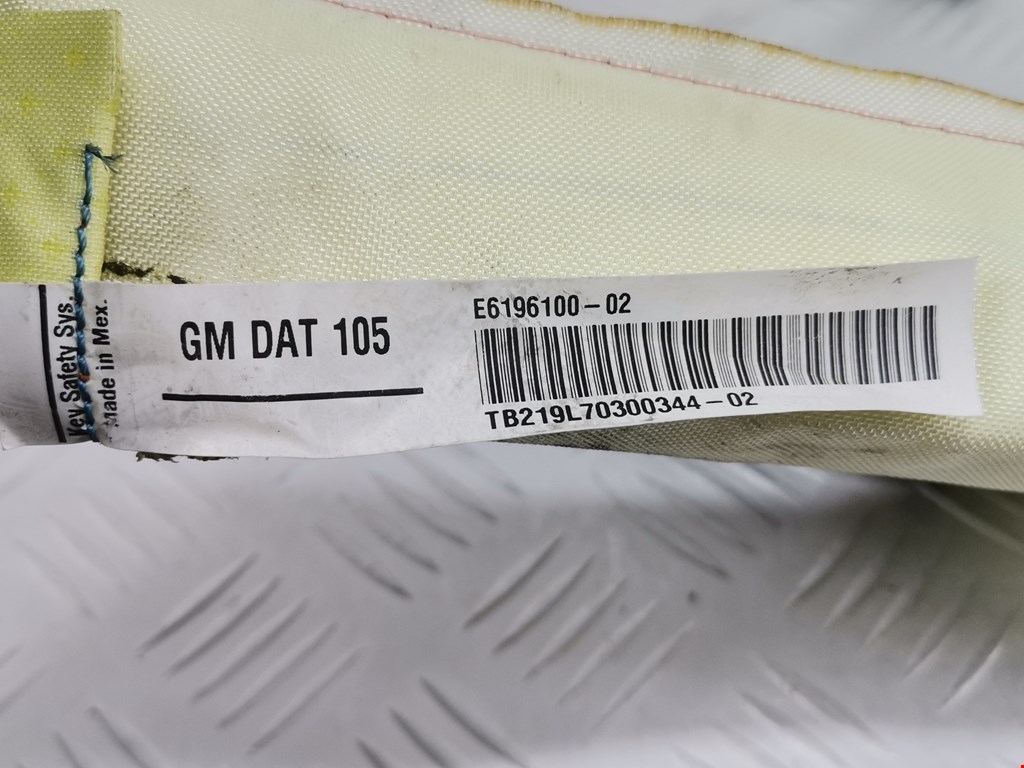 Key Safety Sys.
Made in Mex.
GM DAT 105
E6196100-02
TB219L70300344-02